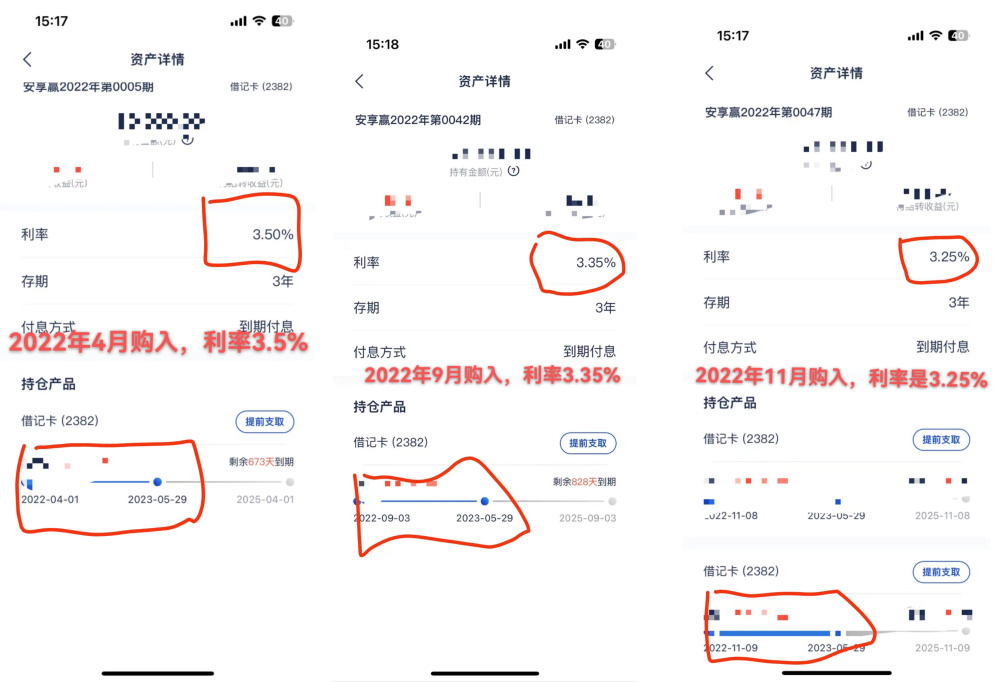 15:17
40
资产详情
安享赢2022年第0005期
借记卡 (2382)
利率
3.50%
存期
3年
付息方式
到期付息
2022年4月购入，利率3.5%
持仓产品
借记卡 (2382)
提前支取
剩余673天到期
2022-04-01
2023-05-29
2025-04-01
15:18
40
资产详情
安享赢2022年第0042期
借记卡 (2382)
持有金额(元) ?
利率
3.35%
存期
3年
付息方式
到期付息
2022年9月购入，利率3.35%
持仓产品
借记卡 (2382)
提前支取
剩余828天到期
2022-09-03
2023-05-29
2025-09-03
15:17
40
资产详情
安享赢2022年第0047期
借记卡 (2382)
转收益(元)
利率
3.25%
存期
3年
付息方式
到期付息
2022年11月购入，利率是3.25%
持仓产品
借记卡 (2382)
提前支取
2022-11-08
2023-05-29
2025-11-08
借记卡 (2382)
提前支取
2022-11-09
2023-05-29
2025-11-09